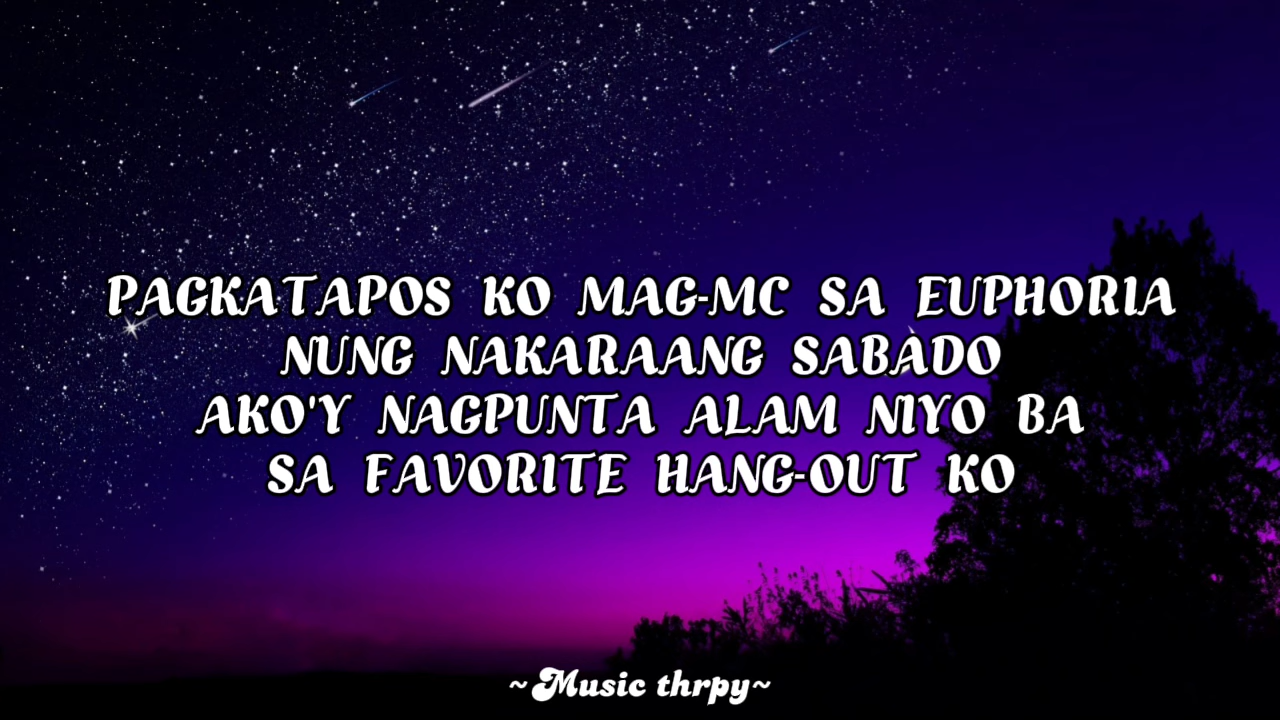 PAGKATAPOS KO MAG-MC SA EUPHORIA
NUNG NAKARAANG SABADO
AKO'Y NAGPUNTA ALAM NIYO BA
SA FAVORITE HANG-OUT KO
~Music thrpy~